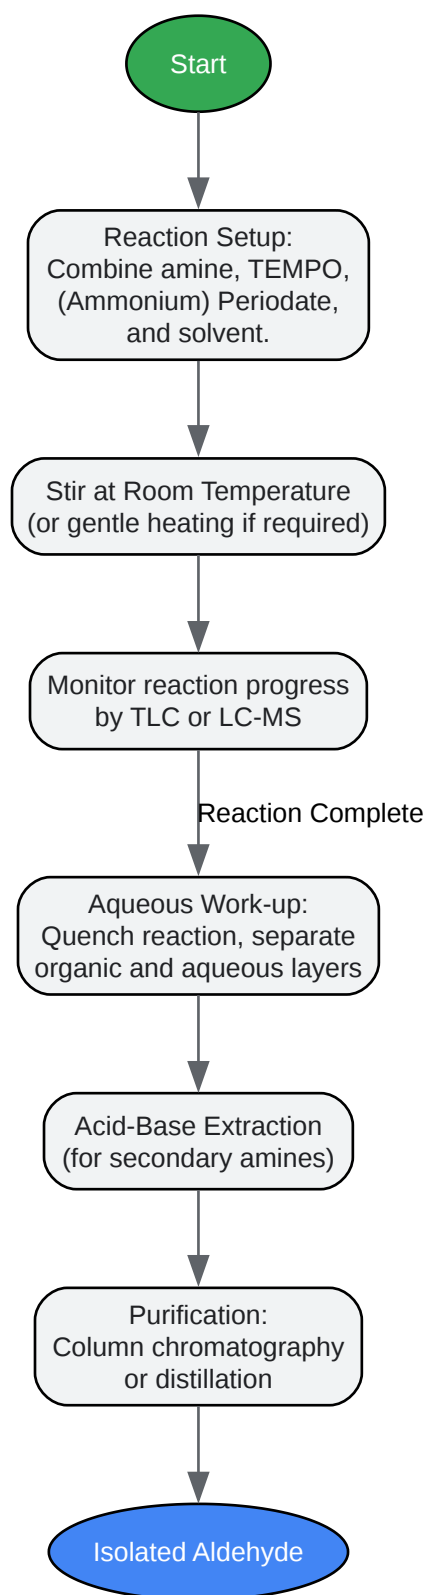 Start
Reaction Setup:
Combine amine, TEMPO,
(Ammonium) Periodate,
and solvent.
Stir at Room Temperature
(or gentle heating if required)
Monitor reaction progress
by TLC or LC-MS
Reaction Complete
Aqueous Work-up:
Quench reaction, separate
organic and aqueous layers
Acid-Base Extraction
(for secondary amines)
Purification:
Column chromatography
or distillation
Isolated Aldehyde